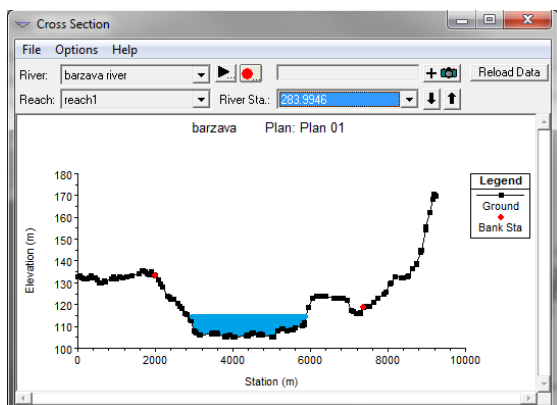 Cross Section
File Options Help
River: barzava river Reload Data
Reach: reach1 River Sta.: 283.9946
barzava Plan: Plan 01
180
170
160
150
140
130
120
110
100
Elevation (m)
0 2000 4000 6000 8000 10000
Station (m)
Legend
Ground
Bank Sta